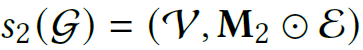 s₂(𝒢) = (𝒱, 𝐌₂ ⊙ ℰ)